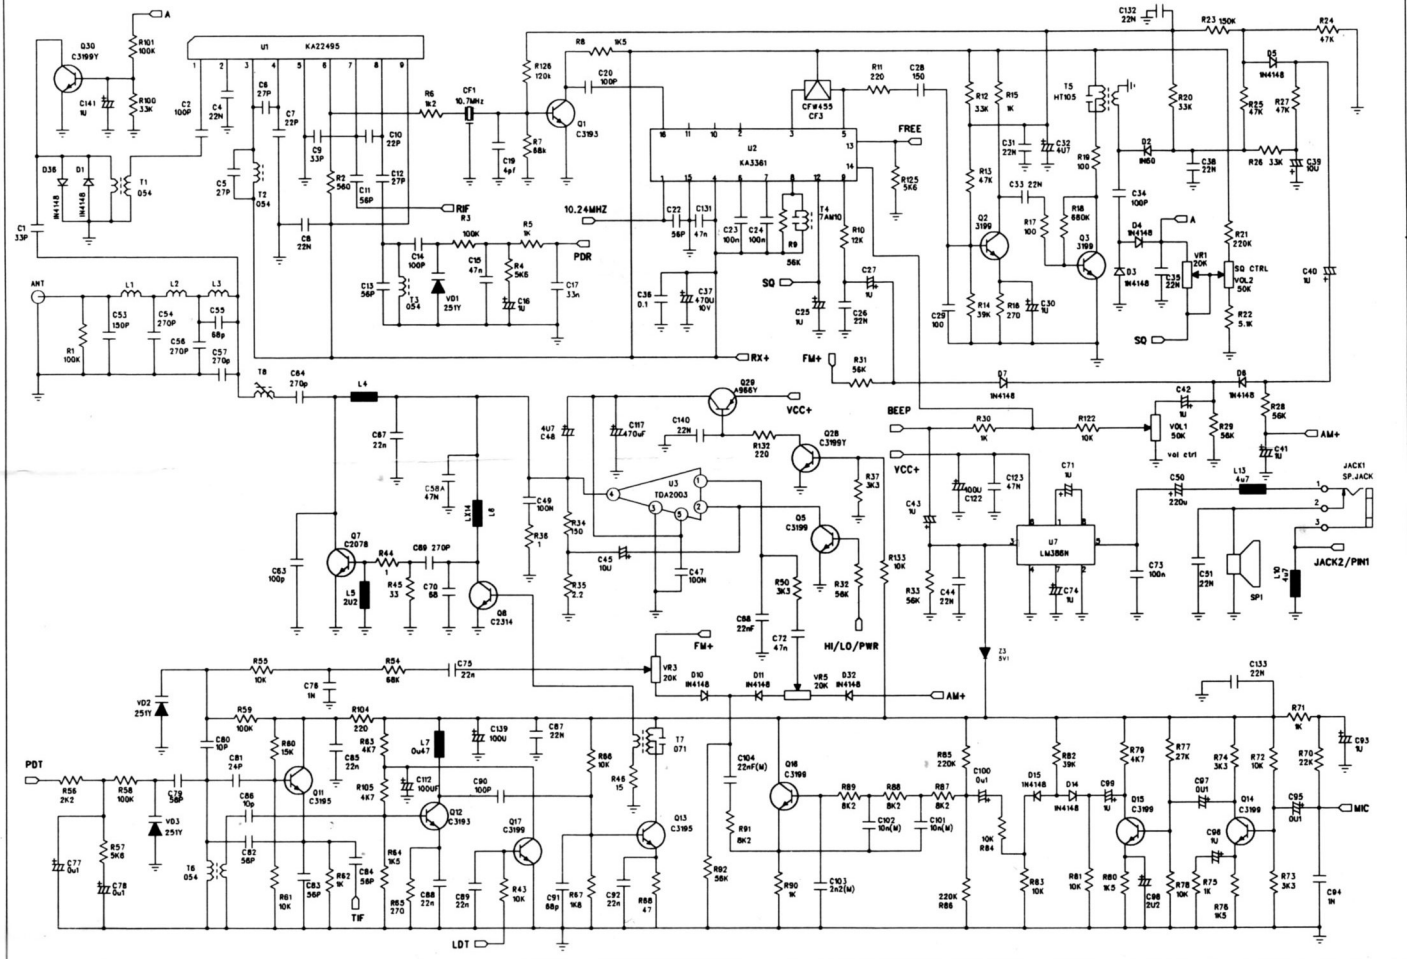 A
Q30
C3199Y
R101
100K
C141
1U
R100
33K
U1 KA22495
1 2 3 4 5 6 7 8 9
C2
100P
C4
22N
C6
27P
C7
22P
C9
33P
R2
560
C10
22P
C11
56P
C12
27P
R6
1K2
CF1
10.7MHz
C19
4pf
R126
120k
R7
68k
Q1
C3193
R8 1K5
C20
100P
D36
1N4148
D1
1N4148
T1
054
C5
27P
T2
054
C8
22N
RIF
C1
33P
C13
56P
T3
054
C14
100P
VD1
251Y
R3
100K
C15
47n
R4
5K6
C16
1U
R5
1K
C17
33n
PDR
ANT
L1
L2
L3
R1
100K
C53
150P
C54
270P
C55
68p
C56
270P
C57
270p
16 11 10 2 3 5
U2
KA3361
13
14
1 15 4 6 7 8 12 9
CFW455
CF3
R11
220
C28
150
FREE
R125
5K6
10.24MHZ
C22
56P
C131
47n
C23
100n
C24
100n
R9
56K
T4
7AM10
R10
12K
C27
1U
C36
0.1
C37
470U
10V
SQ
C25
1U
C26
22N
RX+
R12
33K
R15
1K
R13
47K
C31
22N
C32
4U7
C33 22N
Q2
3199
R14
39K
R16
270
C29
100
C30
1U
R17
100
R18
680K
R19
100
Q3
3199
T5
HT105
C132
22N
R20
33K
R23 150K
R24
47K
D5
1N4148
R25
47K
R27
47K
D2
1N60
C38
22N
R26 33K
C39
10U
C34
100P
D4
1N4148
D3
1N4148
A
C35
22N
VR1
20K
SQ
R21
220K
SQ CTRL
VOL2
50K
R22
5.1K
C40
1U
FM+
R31
56K
D7
1N4148
D6
1N4148
C42
1U
R28
56K
AM+
C41
1U
R29
56K
VOL1
50K
vol ctrl
BEEP
R30
1K
R122
10K
VCC+
C43
1U
100U
C122
C123
47N
C71
1U
U7
LM386N
6 1 8
3 5
4 7 2
C74
1U
R33
56K
C44
22N
Z3
5V1
C50
220u
L13
4u7
JACK1
SP.JACK
1
2
3
C73
100n
C51
22N
SP1
L10
4u7
JACK2/PIN1
T8
C64
270p
L4
C67
22n
C58A
47N
LX14
L6
C63
100p
Q7
C2078
L5
2U2
R44
1
R45
33
C69 270P
C70
68
Q8
C2314
C49
100N
R36
1
4U7
C48
C117
470uF
R34
150
R35
2.2
C45
10U
U3
TDA2003
4 1 2 3 5
C47
100N
Q29
A966Y
VCC+
C140
22N
R132
220
Q28
C3199Y
R37
3K3
Q5
C3199
R32
56K
HI/LO/PWR
R133
10K
R50
3K3
C68
22nF
C72
47n
FM+
VR3
20K
D10
1N4148
D11
1N4148
VR5
20K
D32
1N4148
AM+
VD2
251Y
R55
10K
C76
1N
R54
68K
C75
22n
R59
100K
C80
10P
C81
24P
R60
15K
Q11
C3195
C85
22n
R104
220
R63
4K7
L7
0u47
C139
100U
C87
22N
PDT
R56
2K2
R58
100K
C79
56P
VD3
251Y
R57
5K6
C77
0u1
C78
0u1
C86
10p
C82
56P
T6
054
R61
10K
C83
56P
R62
1K
C84
56P
TIF
R105
4K7
C112
100UF
Q12
C3193
R64
1K5
R65
270
C88
22n
C89
22n
C90
100P
Q17
C3199
R43
10K
LDT
R66
10K
C91
68p
R67
1K8
C92
22n
Q13
C3195
R68
47
R46
15
T7
071
C104
22nF(M)
R91
8K2
R92
56K
Q16
C3199
R90
1K
R89
8K2
R88
8K2
R87
8K2
C102
10n(M)
C101
10n(M)
C103
2n2(M)
R85
220K
C100
0u1
10K
R84
220K
R86
D15
1N4148
D14
1N4148
R82
39K
R83
10K
R81
10K
C99
1U
R79
4K7
Q15
C3199
R80
1K5
C98
2U2
R77
27K
R78
10K
C97
0U1
C96
1U
R75
1K
R74
3K3
Q14
C3199
R76
1K5
R72
10K
R73
3K3
C133
22N
R71
1K
R70
22K
C93
1U
C95
0U1
MIC
C94
1N